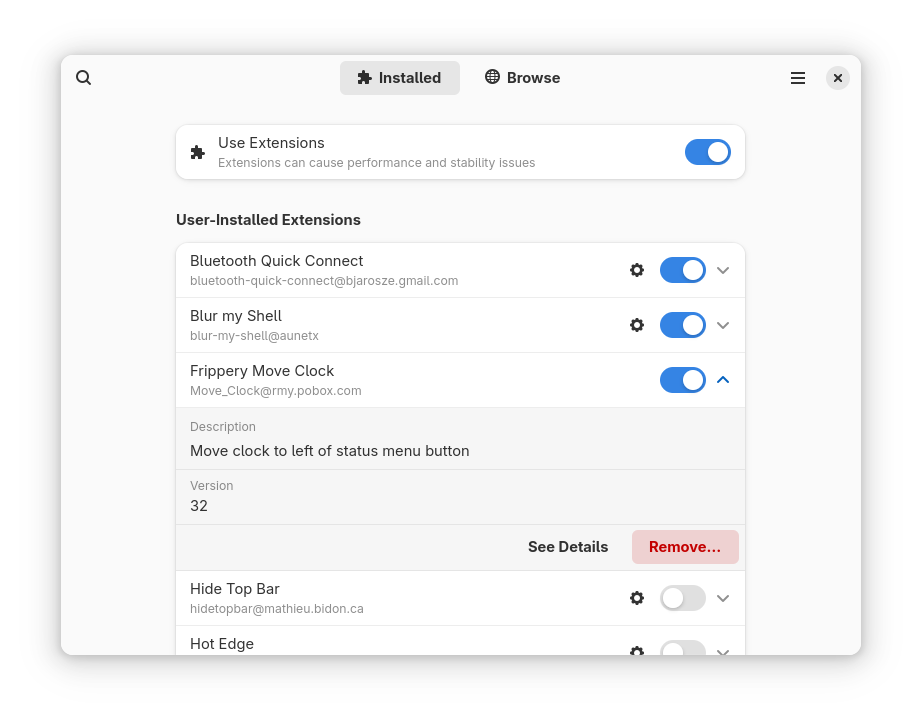 Installed
Browse
Use Extensions
Extensions can cause performance and stability issues
User-Installed Extensions
Bluetooth Quick Connect
bluetooth-quick-connect@bjarosze.gmail.com
Blur my Shell
blur-my-shell@aunetx
Frippery Move Clock
Move_Clock@rmy.pobox.com
Description
Move clock to left of status menu button
Version
32
See Details
Remove...
Hide Top Bar
hidetopbar@mathieu.bidon.ca
Hot Edge